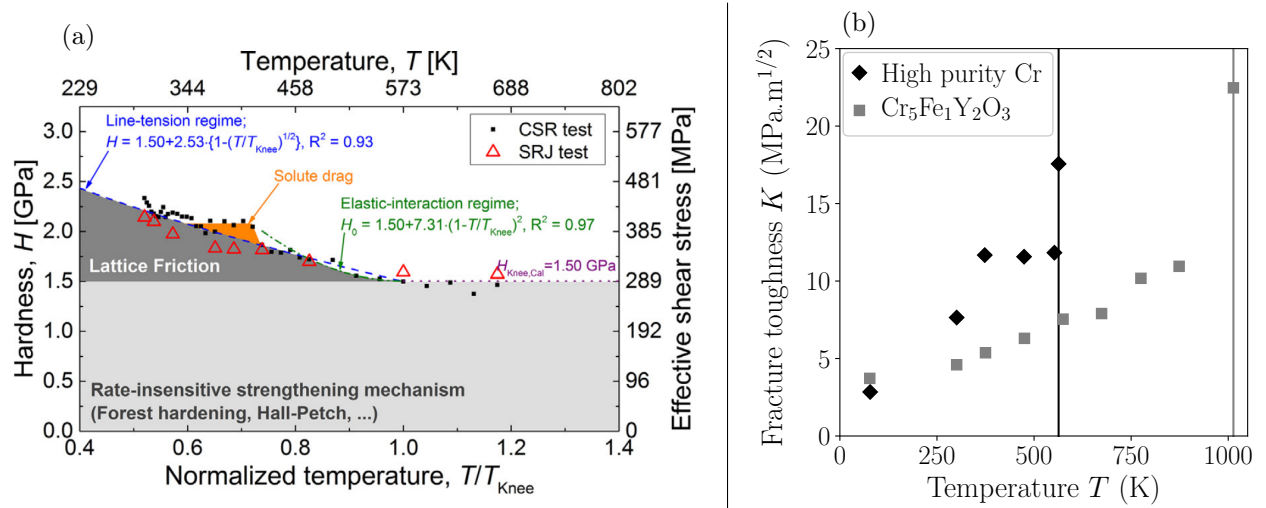 (a)
Temperature, T [K]
229 344 458 573 688 802
Line-tension regime;
H = 1.50+2.53·{1-(T/T_Knee)^1/2}, R² = 0.93
CSR test
SRJ test
Solute drag
Elastic-interaction regime;
H_0 = 1.50+7.31·(1-T/T_Knee)², R² = 0.97
Lattice Friction
H_Knee,Cal=1.50 GPa
Rate-insensitive strengthening mechanism
(Forest hardening, Hall-Petch, ...)
Hardness, H [GPa]
3.0
2.5
2.0
1.5
1.0
0.5
0.0
Effective shear stress [MPa]
577
481
385
289
192
96
0
0.4 0.6 0.8 1.0 1.2 1.4
Normalized temperature, T/T_Knee
(b)
High purity Cr
Cr₅Fe₁Y₂O₃
Fracture toughness K (MPa.m^1/2)
25
20
15
10
5
0
0 250 500 750 1000
Temperature T (K)